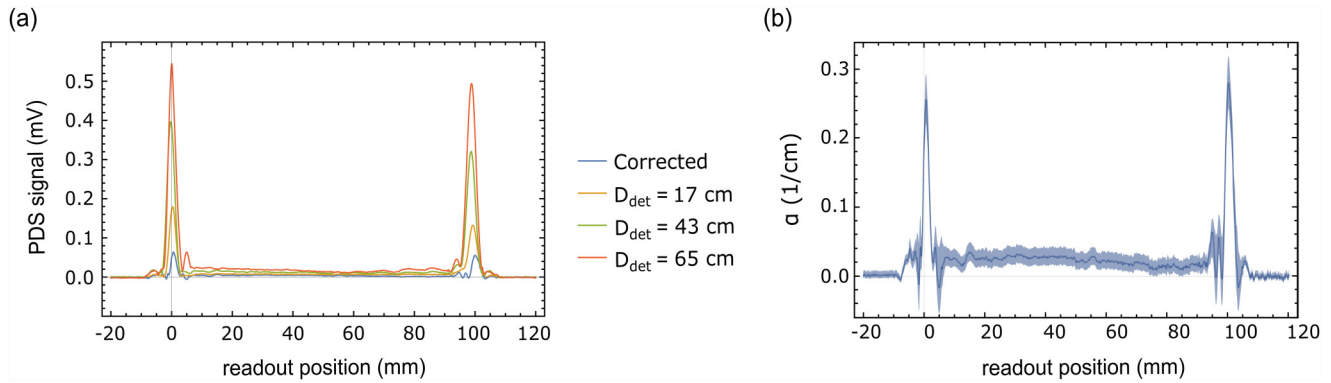 (a)
PDS signal (mV)
0.5
0.4
0.3
0.2
0.1
0.0
-20 0 20 40 60 80 100 120
readout position (mm)
Corrected
D_det = 17 cm
D_det = 43 cm
D_det = 65 cm
(b)
α (1/cm)
0.3
0.2
0.1
0.0
-20 0 20 40 60 80 100 120
readout position (mm)